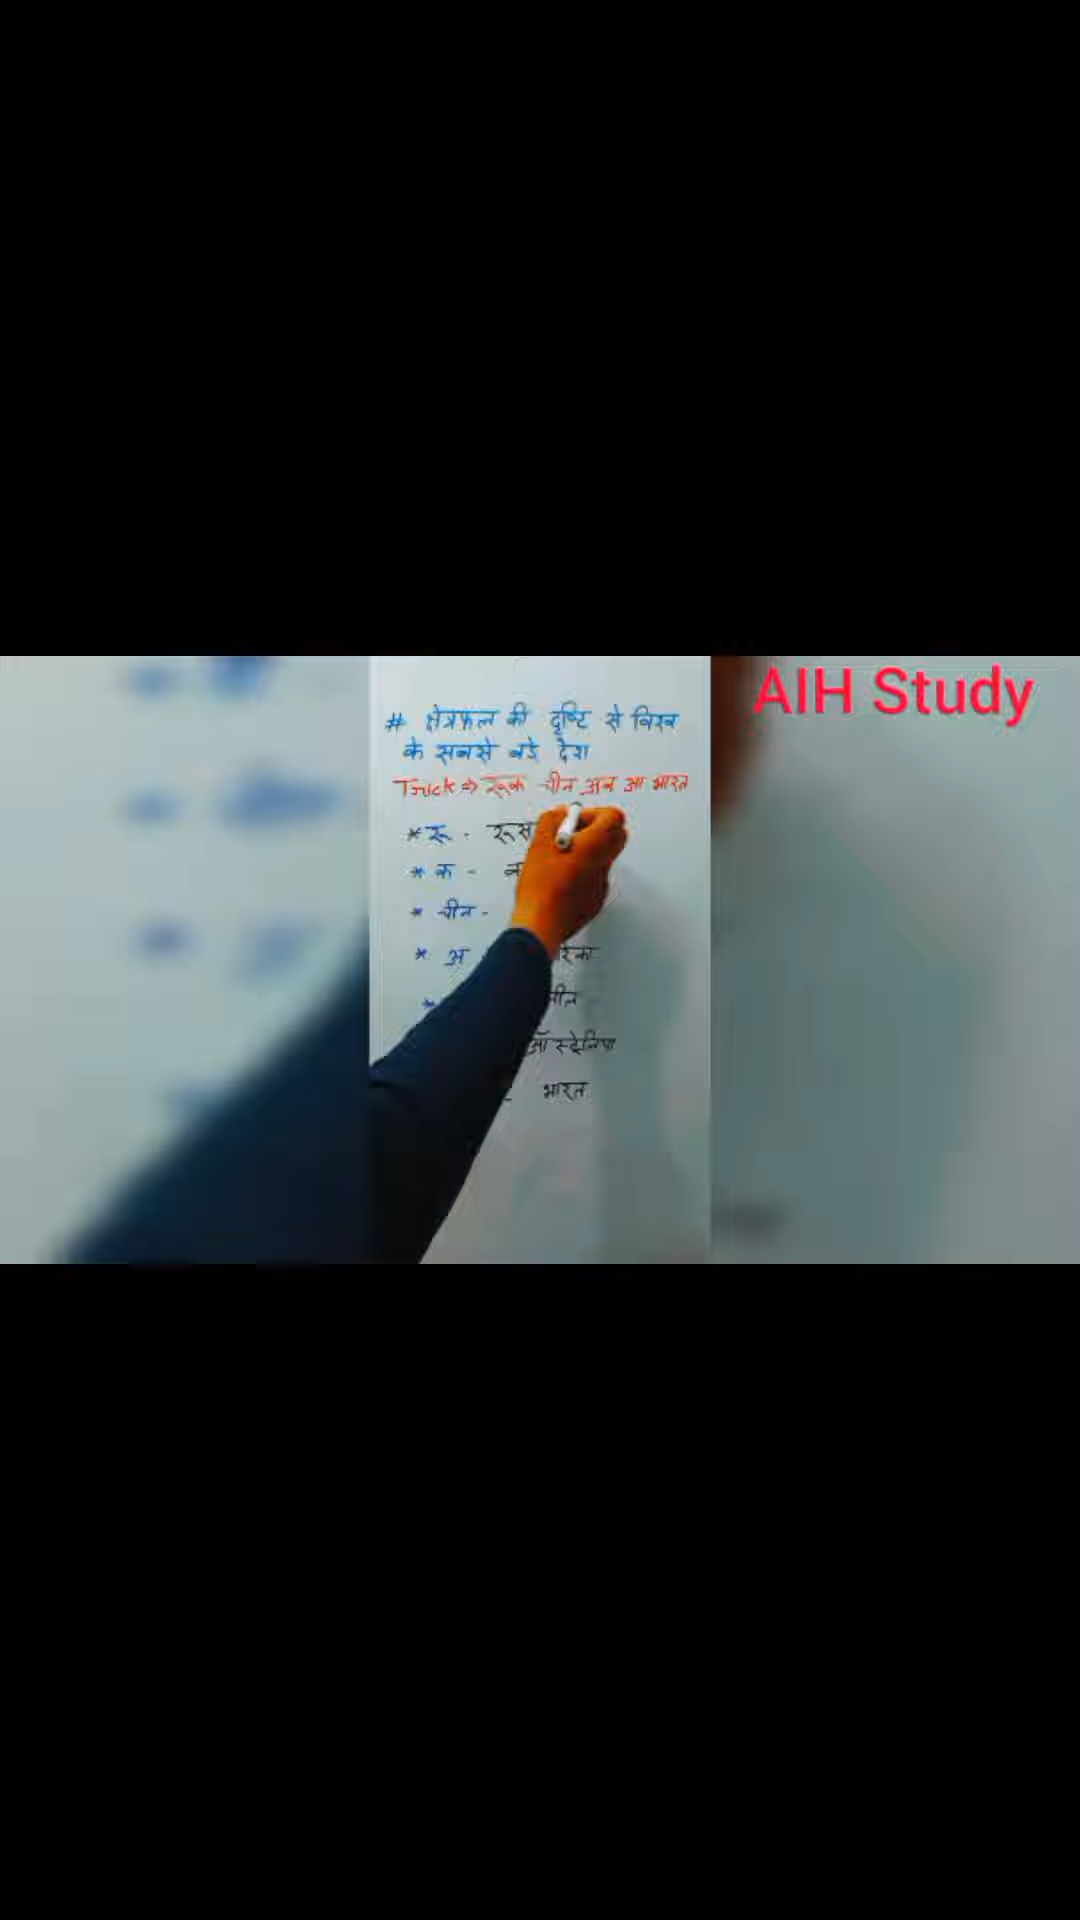 AIH Study
# क्षेत्रफल की दृष्टि से विश्व
के सबसे बड़े देश
Trick ⇒ रूक चीन अब आ भारत
* रू - रूस
* क -
* चीन -
* अ
*
ऑस्ट्रेलिया
भारत